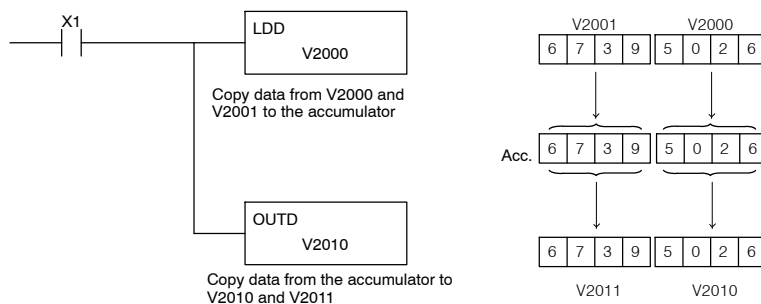 X1
LDD
V2000
Copy data from V2000 and
V2001 to the accumulator
OUTD
V2010
Copy data from the accumulator to
V2010 and V2011
V2001 V2000
6 7 3 9 5 0 2 6
Acc. 6 7 3 9 5 0 2 6
6 7 3 9 5 0 2 6
V2011 V2010